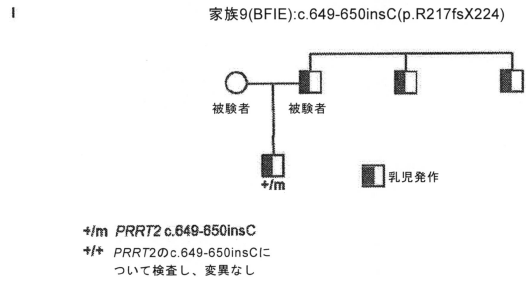 I
家族9(BFIE):c.649-650insC(p.R217fsX224)
被験者
被験者
+/m
乳児発作
+/m PRRT2 c.649-650insC
+/+ PRRT2のc.649-650insCに
ついて検査し、変異なし